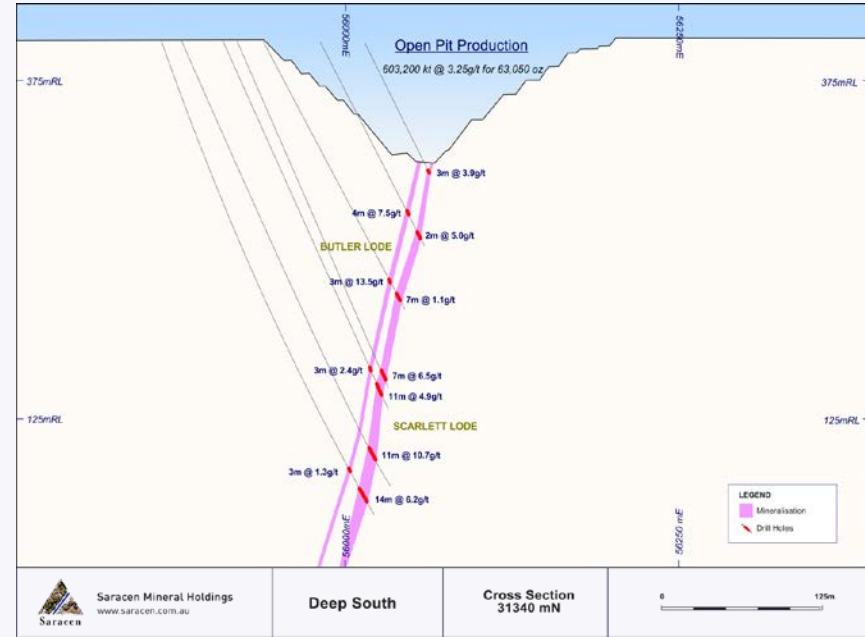 56000mE
56250mE
Open Pit Production
603,200 kt @ 3.25g/t for 63,050 oz
375mRL
375mRL
3m @ 3.9g/t
4m @ 7.5g/t
2m @ 5.0g/t
BUTLER LODE
3m @ 13.5g/t
7m @ 1.1g/t
3m @ 2.4g/t
7m @ 6.5g/t
11m @ 4.9g/t
125mRL
125mRL
SCARLETT LODE
11m @ 10.7g/t
3m @ 1.3g/t
14m @ 6.2g/t
56000 mE
56250 mE
LEGEND
Mineralisation
Drill Holes
Saracen
Saracen Mineral Holdings
www.saracen.com.au
Deep South
Cross Section
31340 mN
0
125m